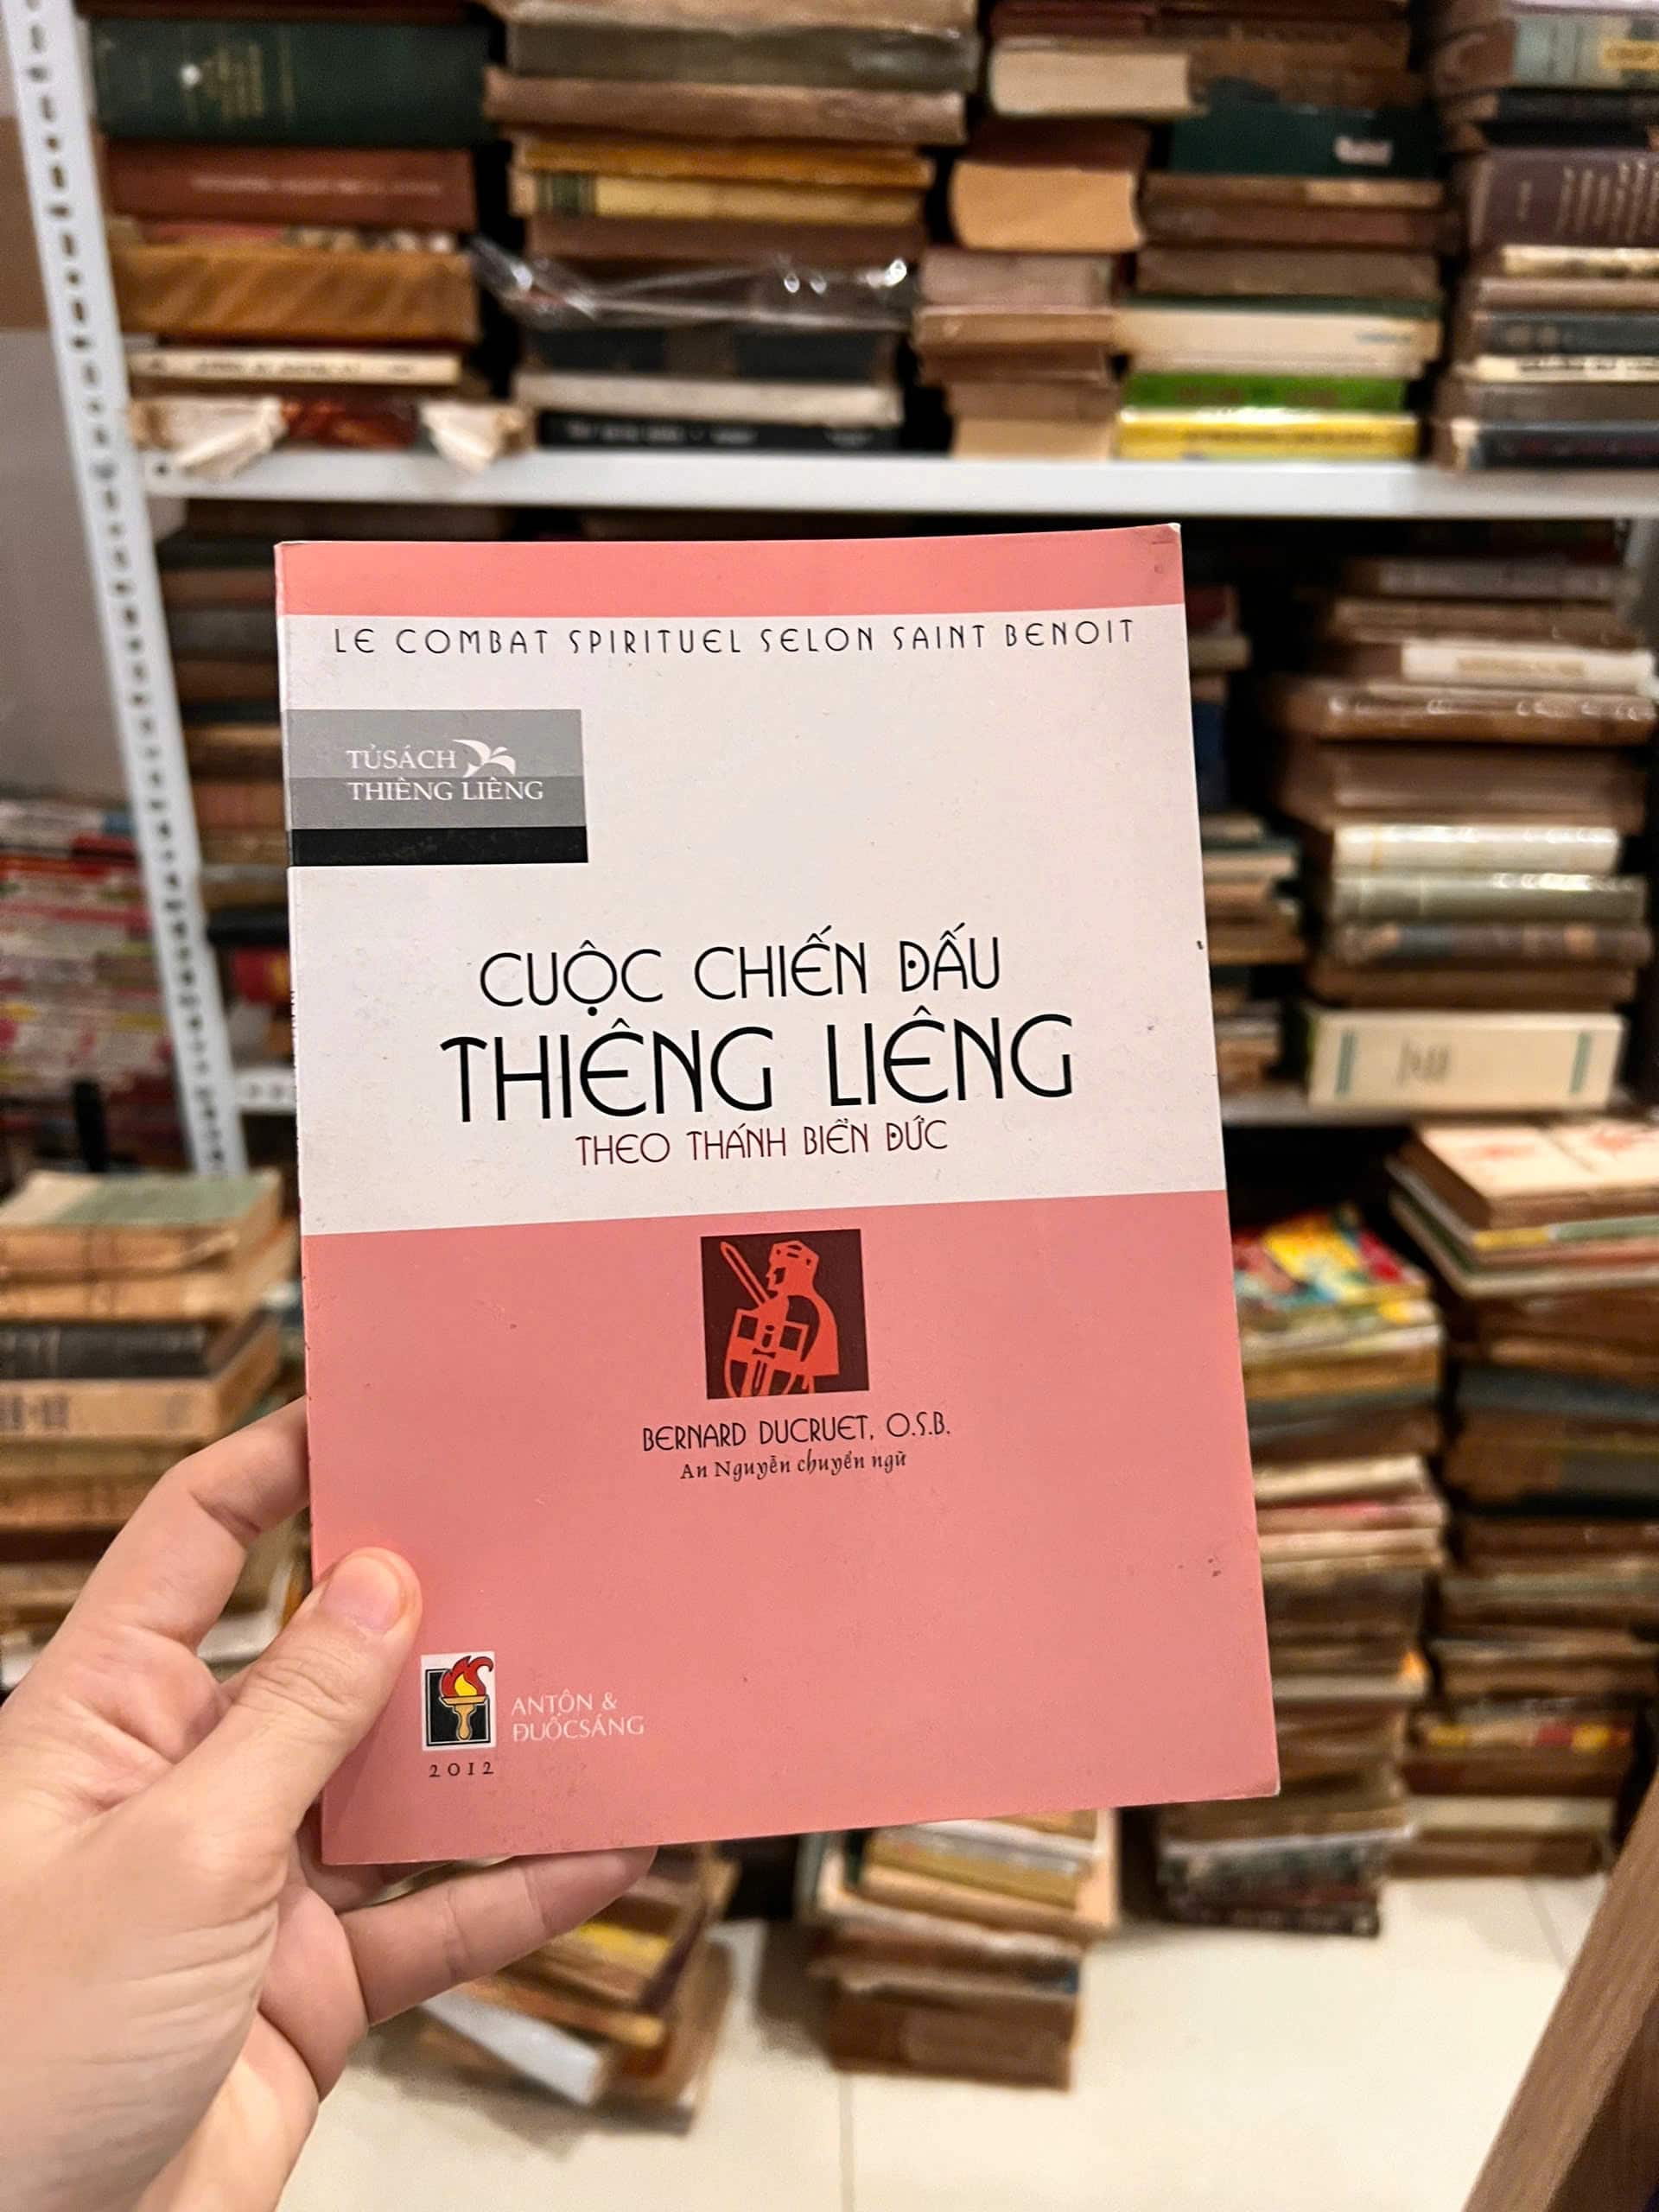 LE COMBAT SPIRITUEL SELON SAINT BENOIT
TỦSÁCH
THIÊNG LIÊNG
CUỘC CHIẾN ĐẤU
THIÊNG LIÊNG
THEO THÁNH BIỂN ĐỨC
BERNARD DUCRUET, O.S.B.
An Nguyễn chuyển ngữ
ANTÔN &
ĐUỐCSÁNG
2012